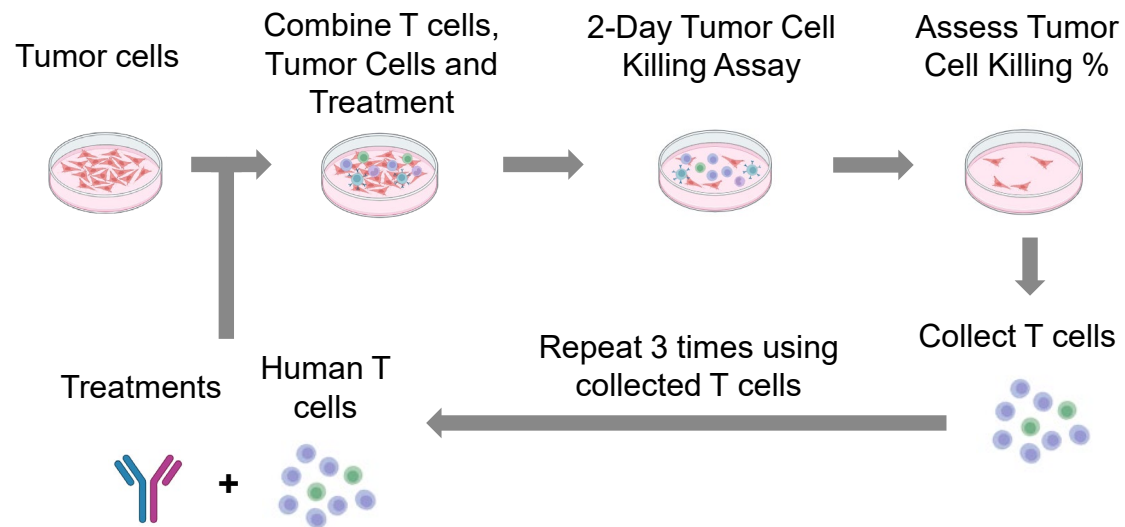 Tumor cells
Combine T cells,
Tumor Cells and
Treatment
2-Day Tumor Cell
Killing Assay
Assess Tumor
Cell Killing %
Collect T cells
Repeat 3 times using
collected T cells
Human T
cells
Treatments
+